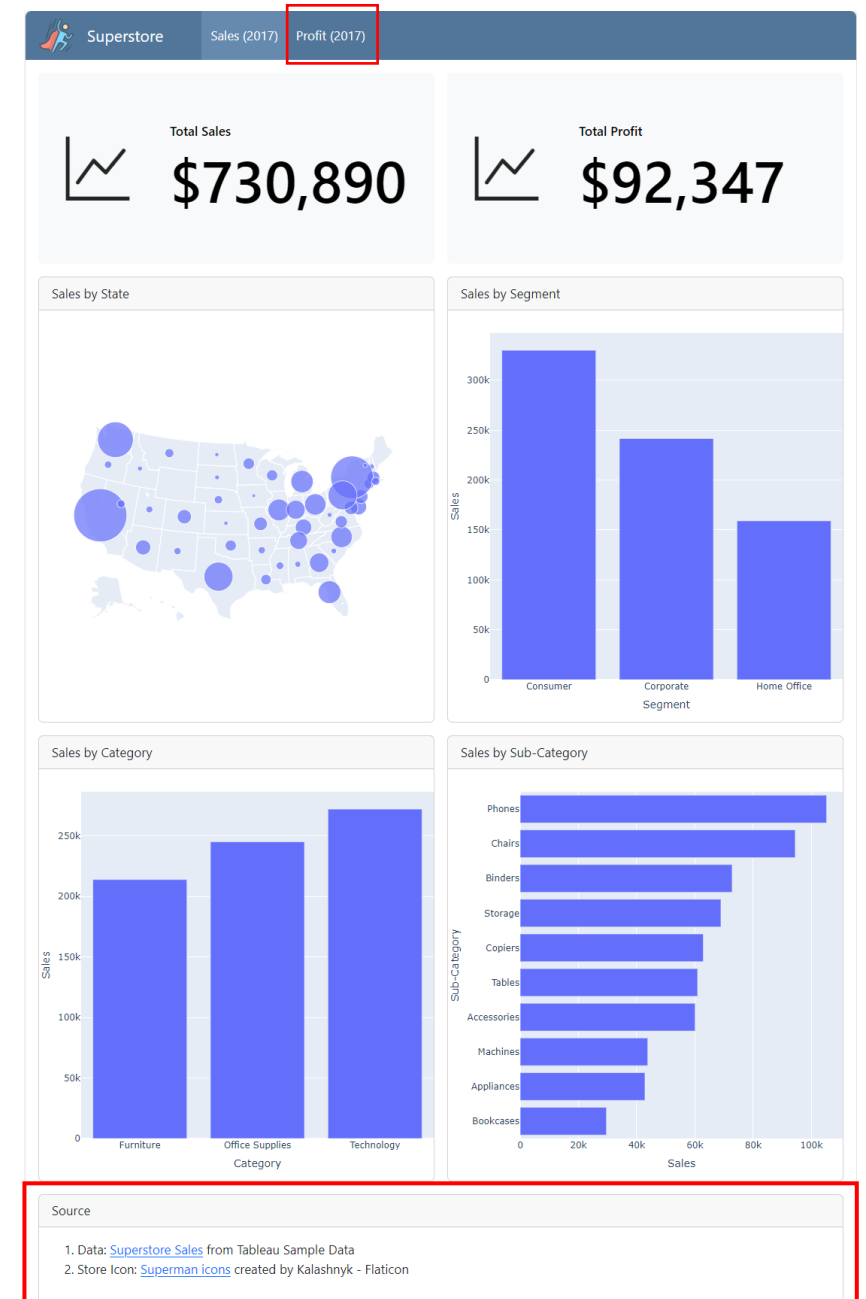 Superstore
Sales (2017)
Profit (2017)
Total Sales
$730,890
Total Profit
$92,347
Sales by State
Sales by Segment
300k
250k
200k
150k
100k
50k
0
Sales
Consumer
Corporate
Home Office
Segment
Sales by Category
250k
200k
150k
100k
50k
0
Sales
Furniture
Office Supplies
Technology
Category
Sales by Sub-Category
Sub-Category
Phones
Chairs
Binders
Storage
Copiers
Tables
Accessories
Machines
Appliances
Bookcases
0
20k
40k
60k
80k
100k
Sales
Source
1. Data: Superstore Sales from Tableau Sample Data
2. Store Icon: Superman icons created by Kalashnyk - Flaticon